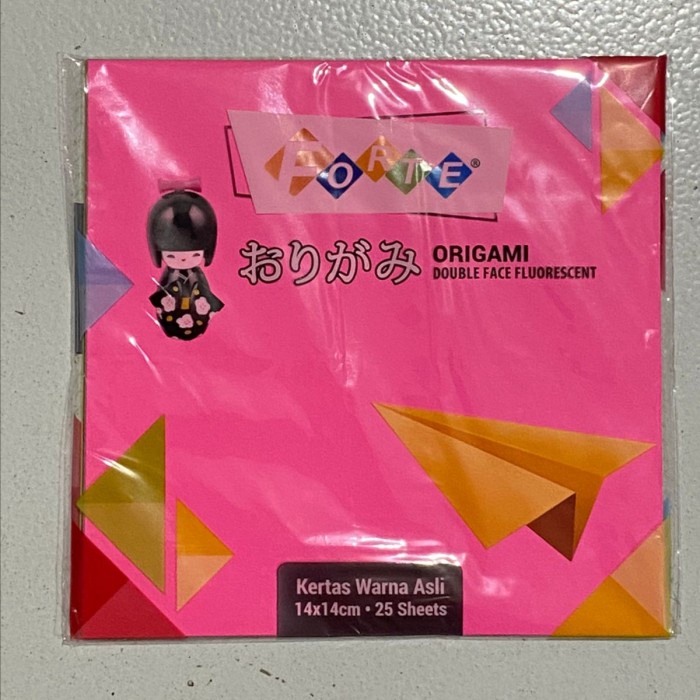 FORTE®
おりがみ
ORIGAMI
DOUBLE FACE FLUORESCENT
Kertas Warna Asli
14x14cm • 25 Sheets